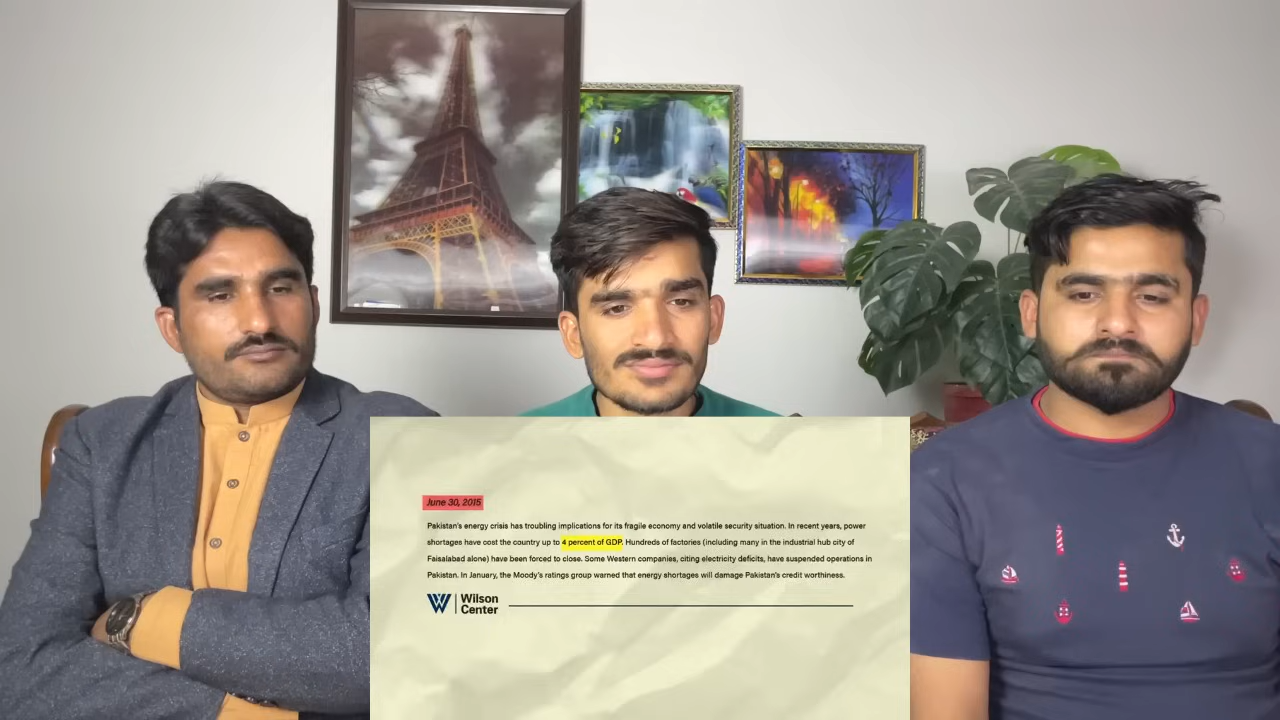 June 30, 2015
Pakistan's energy crisis has troubling implications for its fragile economy and volatile security situation. In recent years, power
shortages have cost the country up to 4 percent of GDP. Hundreds of factories (including many in the industrial hub city of
Faisalabad alone) have been forced to close. Some Western companies, citing electricity deficits, have suspended operations in
Pakistan. In January, the Moody's ratings group warned that energy shortages will damage Pakistan's credit worthiness.
Wilson
Center